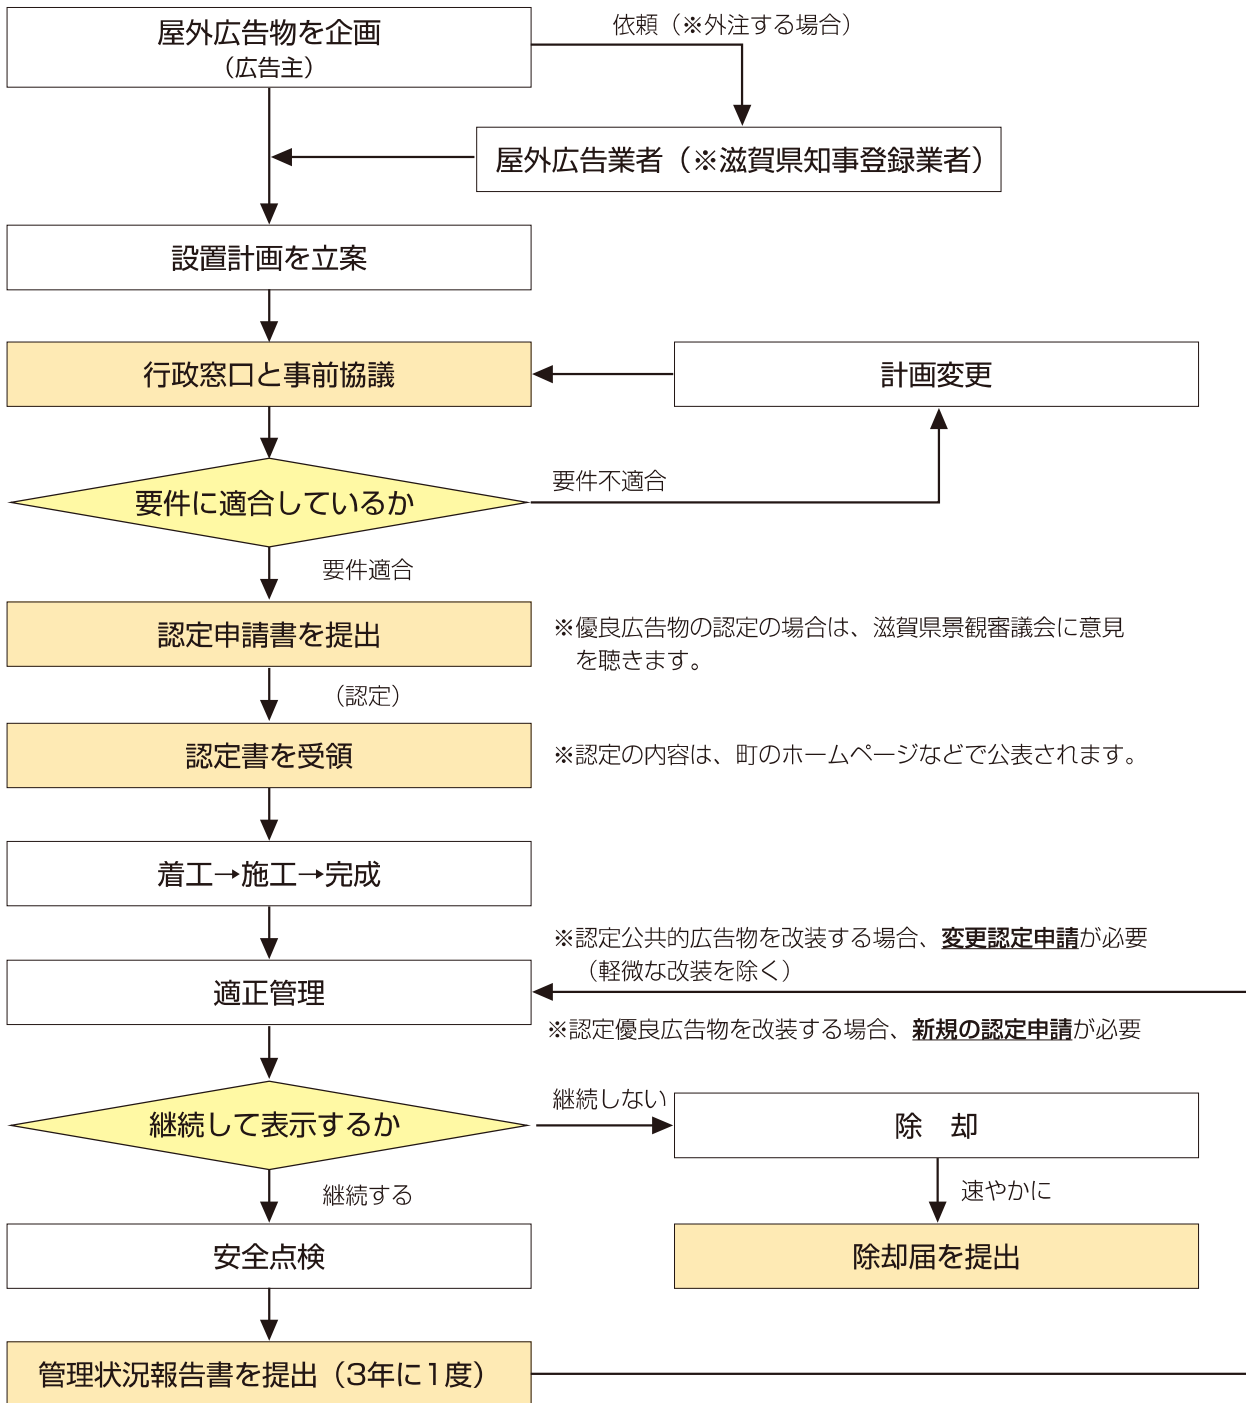 屋外広告物を企画
（広告主）
依頼（※外注する場合）
屋外広告業者（※滋賀県知事登録業者）
設置計画を立案
行政窓口と事前協議
計画変更
要件に適合しているか
要件不適合
要件適合
認定申請書を提出
※優良広告物の認定の場合は、滋賀県景観審議会に意見
を聴きます。
（認定）
認定書を受領
※認定の内容は、町のホームページなどで公表されます。
着工→施工→完成
※認定公共的広告物を改装する場合、変更認定申請が必要
（軽微な改装を除く）
適正管理
※認定優良広告物を改装する場合、新規の認定申請が必要
継続して表示するか
継続しない
除　却
継続する
速やかに
安全点検
除却届を提出
管理状況報告書を提出（3年に1度）